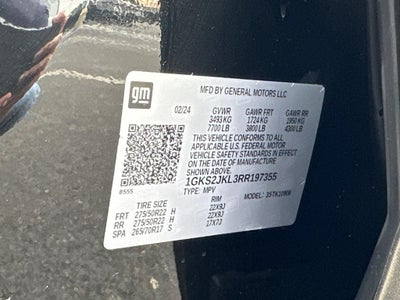 gm
MFD BY GENERAL MOTORS LLC
02/24 GVWR GAWR FRT GAWR RR
3493 KG 1724 KG 1950 KG
7700 LB 3800 LB 4300 LB
THIS VEHICLE CONFORMS TO ALL
APPLICABLE U.S. FEDERAL MOTOR
VEHICLE SAFETY STANDARDS IN EFFECT
ON THE DATE OF MANUFACTURE
SHOWN ABOVE.
1GKS2JKL3RR197355
8555 TYPE: MPV MODEL:
TIRE SIZE RIM
FRT 275/50R22 H 22X9J
RR 275/50R22 H 22X9J
SPA 265/70R17 S 17X7J